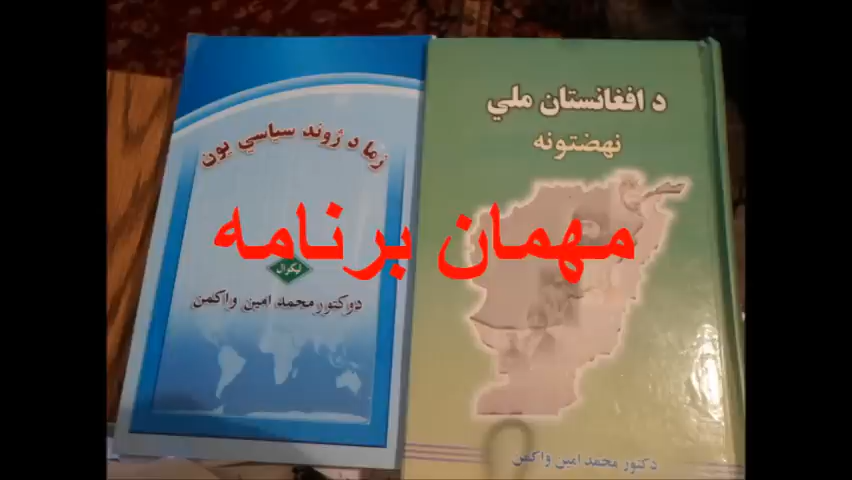 د افغانستان ملي
نهضتونه
دکتور محمد امین واکمن
زما د ژوند سیاسي یون
لیکوال
دوکتور محمد امین واکمن
مهمان برنامه